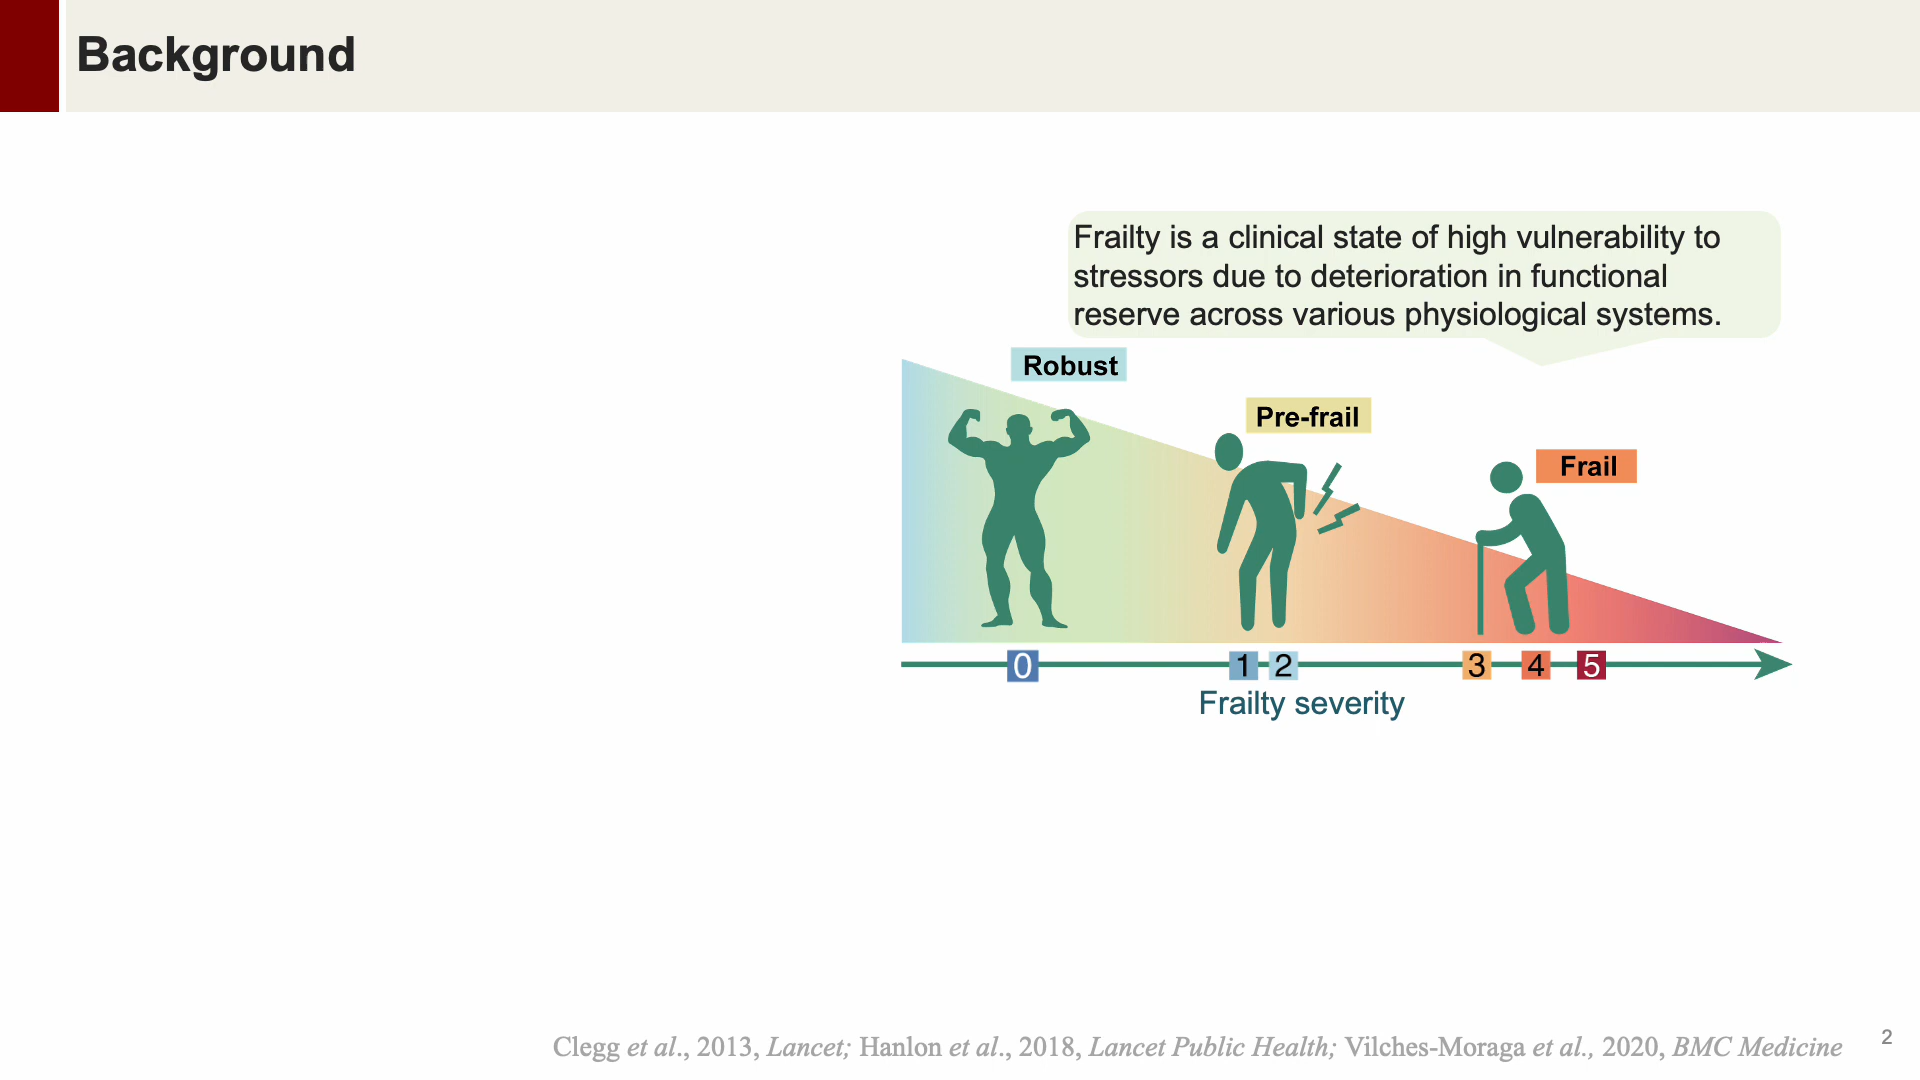 Background
Frailty is a clinical state of high vulnerability to
stressors due to deterioration in functional
reserve across various physiological systems.
Robust
Pre-frail
Frail
0 1 2 3 4 5
Frailty severity
Clegg et al., 2013, Lancet; Hanlon et al., 2018, Lancet Public Health; Vilches-Moraga et al., 2020, BMC Medicine
2